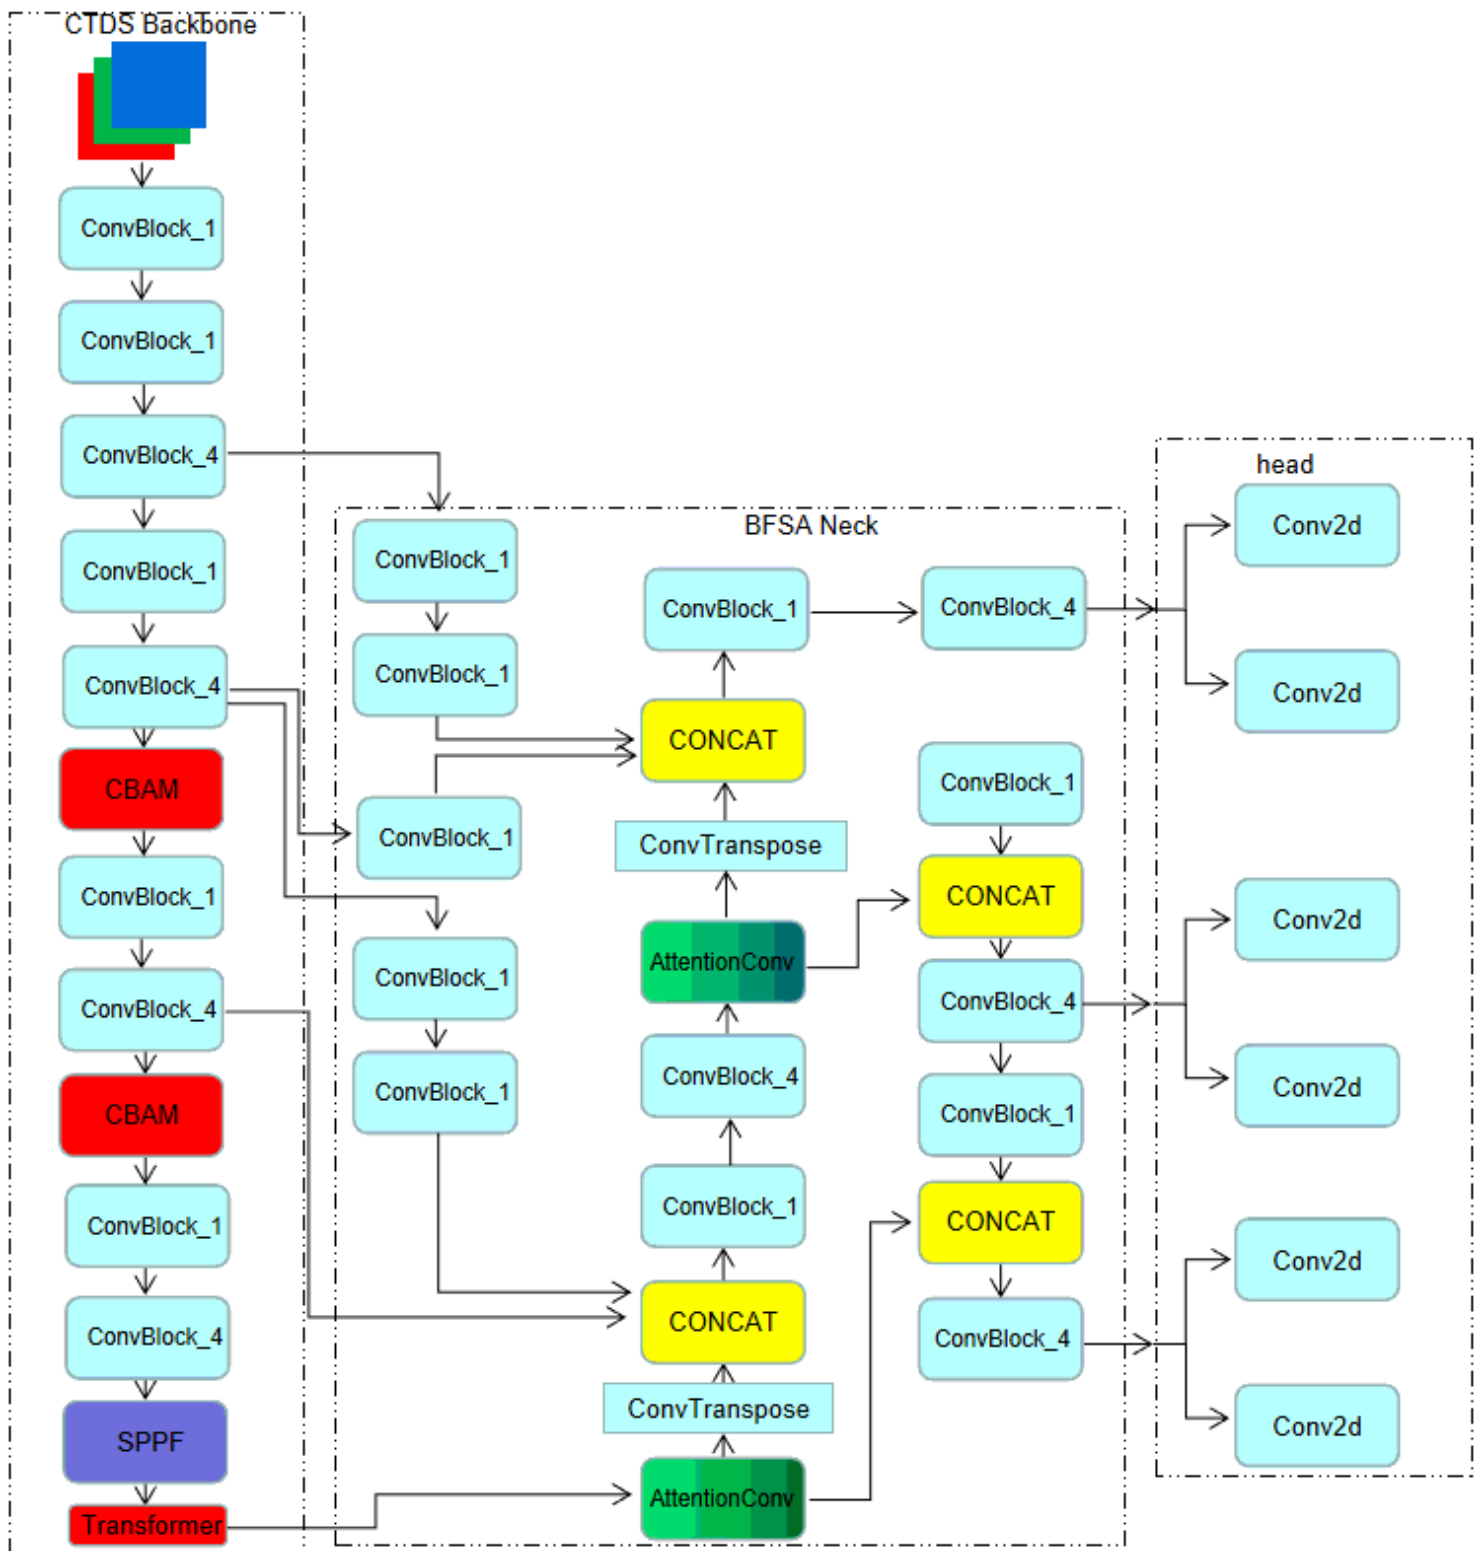 CTDS Backbone
ConvBlock_1
ConvBlock_1
ConvBlock_4
ConvBlock_1
ConvBlock_4
CBAM
ConvBlock_1
ConvBlock_4
CBAM
ConvBlock_1
ConvBlock_4
SPPF
Transformer
BFSA Neck
ConvBlock_1
ConvBlock_1
ConvBlock_1
ConvBlock_1
ConvBlock_1
ConvBlock_1
CONCAT
ConvTranspose
AttentionConv
ConvBlock_4
ConvBlock_1
CONCAT
ConvTranspose
AttentionConv
ConvBlock_4
ConvBlock_1
CONCAT
ConvBlock_4
ConvBlock_1
CONCAT
ConvBlock_4
head
Conv2d
Conv2d
Conv2d
Conv2d
Conv2d
Conv2d